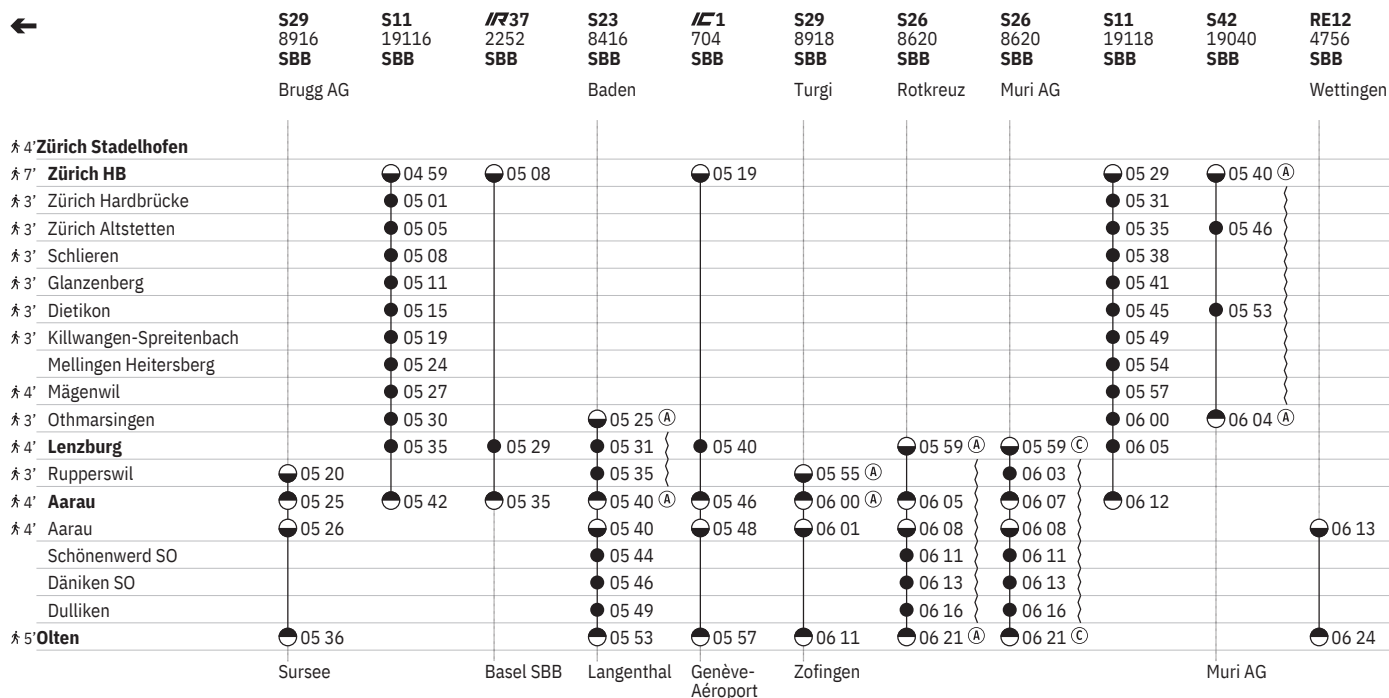 S29 S11 IR37 S23 IC1 S29 S26 S26 S11 S42 RE12
8916 19116 2252 8416 704 8918 8620 8620 19118 19040 4756
SBB SBB SBB SBB SBB SBB SBB SBB SBB SBB SBB
Brugg AG Baden Turgi Rotkreuz Muri AG Wettingen
4' Zürich Stadelhofen
7' Zürich HB 04 59 05 08 05 19 05 29 05 40 A
3' Zürich Hardbrücke 05 01 05 31
3' Zürich Altstetten 05 05 05 35 05 46
3' Schlieren 05 08 05 38
3' Glanzenberg 05 11 05 41
3' Dietikon 05 15 05 45 05 53
3' Killwangen-Spreitenbach 05 19 05 49
Mellingen Heitersberg 05 24 05 54
4' Mägenwil 05 27 05 57
3' Othmarsingen 05 30 05 25 A 06 00 06 04 A
4' Lenzburg 05 35 05 29 05 31 05 40 05 59 A 05 59 C 06 05
3' Rupperswil 05 20 05 35 05 55 A 06 03
4' Aarau 05 25 05 42 05 35 05 40 A 05 46 06 00 A 06 05 06 07 06 12
4' Aarau 05 26 05 40 05 48 06 01 06 08 06 08 06 13
Schönenwerd SO 05 44 06 11 06 11
Däniken SO 05 46 06 13 06 13
Dulliken 05 49 06 16 06 16
5' Olten 05 36 05 53 05 57 06 11 06 21 A 06 21 C 06 24
Sursee Basel SBB Langenthal Genève- Zofingen Muri AG
Aéroport